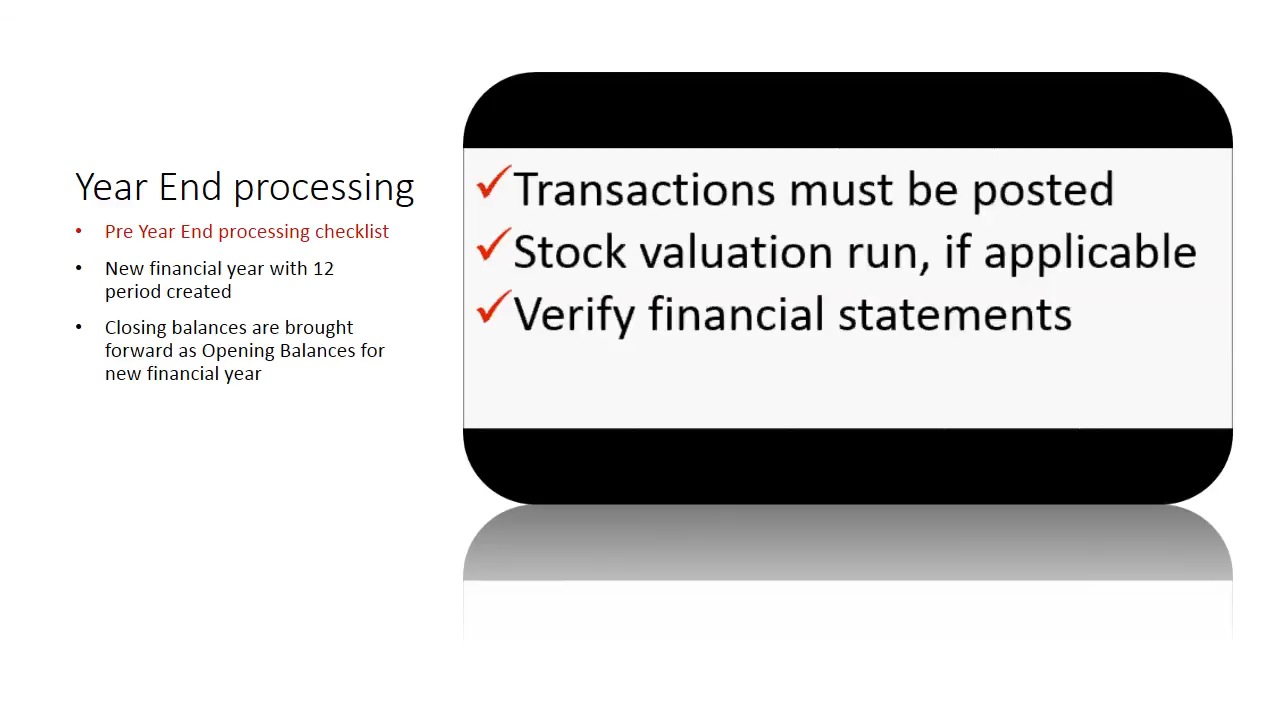 Year End processing
• Pre Year End processing checklist
• New financial year with 12
period created
• Closing balances are brought
forward as Opening Balances for
new financial year
✓Transactions must be posted
✓Stock valuation run, if applicable
✓Verify financial statements